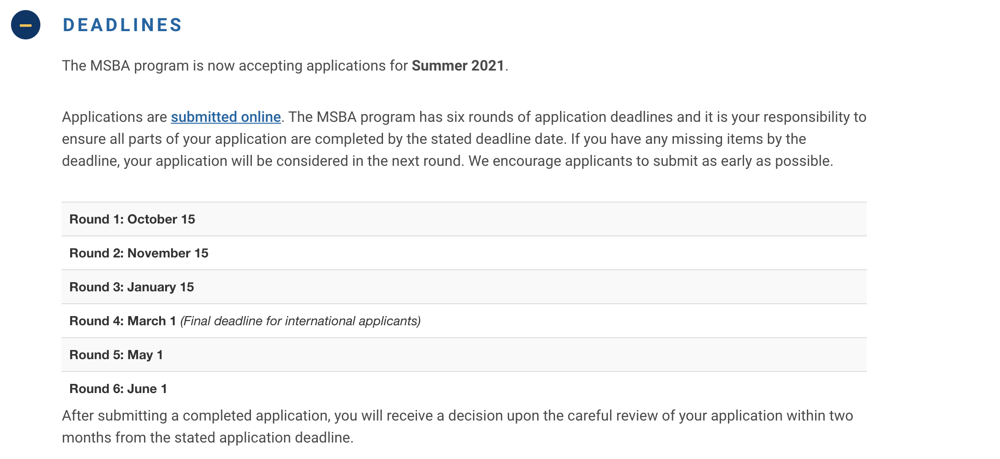 DEADLINES
The MSBA program is now accepting applications for Summer 2021.
Applications are submitted online. The MSBA program has six rounds of application deadlines and it is your responsibility to
ensure all parts of your application are completed by the stated deadline date. If you have any missing items by the
deadline, your application will be considered in the next round. We encourage applicants to submit as early as possible.
Round 1: October 15
Round 2: November 15
Round 3: January 15
Round 4: March 1 (Final deadline for international applicants)
Round 5: May 1
Round 6: June 1
After submitting a completed application, you will receive a decision upon the careful review of your application within two
months from the stated application deadline.